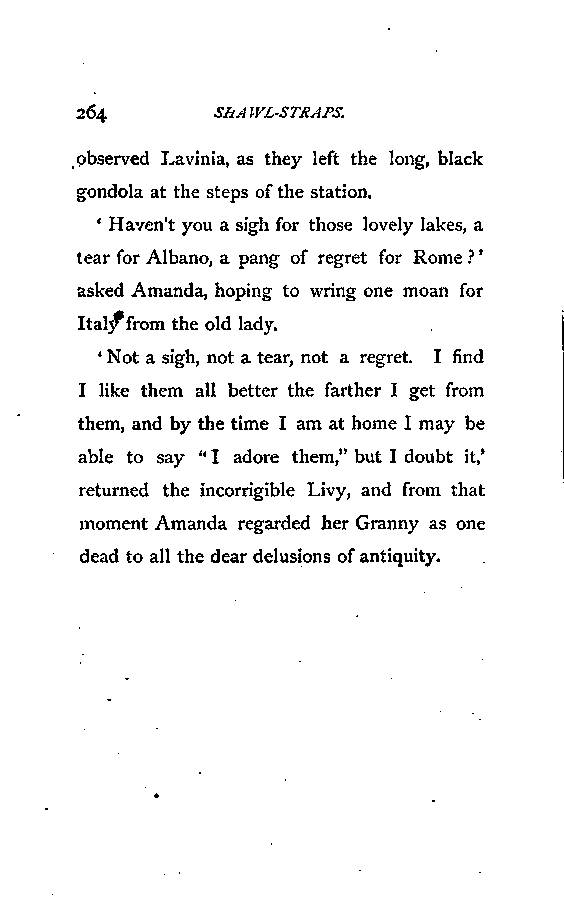 264 SHAWL-STRAPS.
observed Lavinia, as they left the long, black
gondola at the steps of the station.
‘ Haven't you a sigh for those lovely lakes, a
tear for Albano, a pang of regret for Rome ?’
asked Amanda, hoping to wring one moan for
Italy from the old lady.
‘ Not a sigh, not a tear, not a regret. I find
I like them all better the farther I get from
them, and by the time I am at home I may be
able to say “I adore them,” but I doubt it,’
returned the incorrigible Livy, and from that
moment Amanda regarded her Granny as one
dead to all the dear delusions of antiquity.